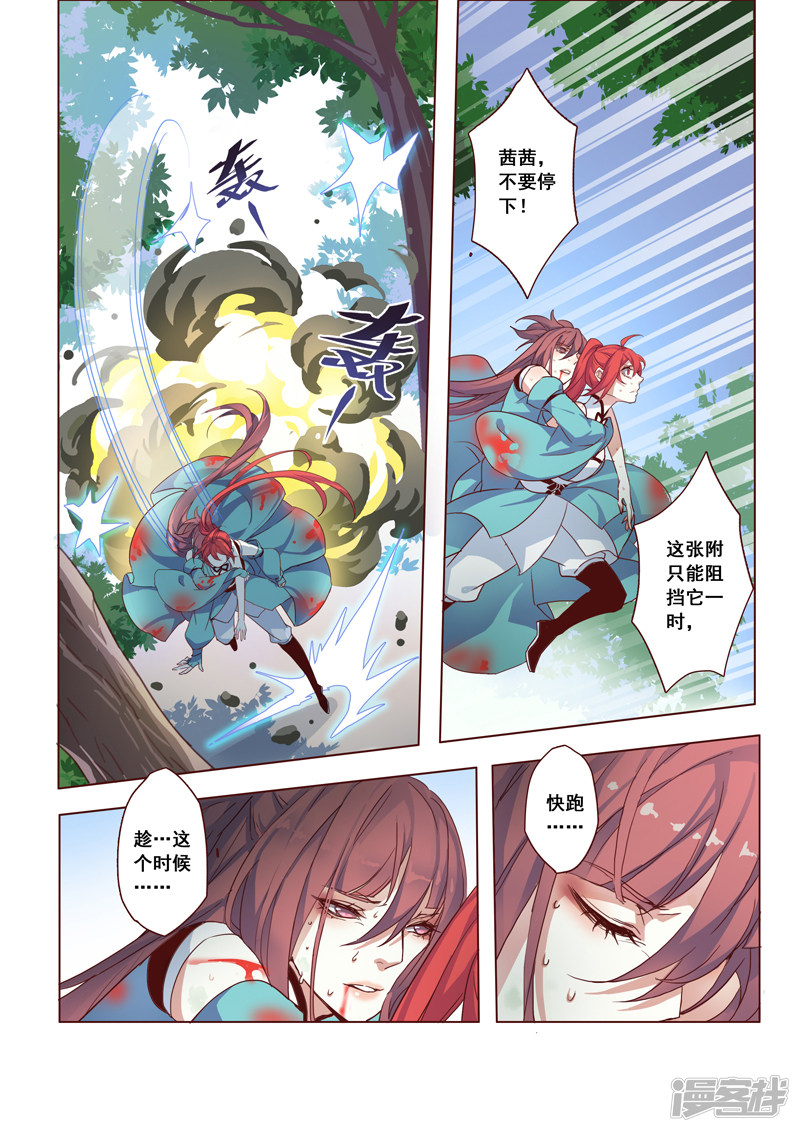 轰!
轰!
茜茜，
不要停
下！
这张附
只能阻
挡它一
时，
趁…这
个时候
……
快跑
……
漫客栈